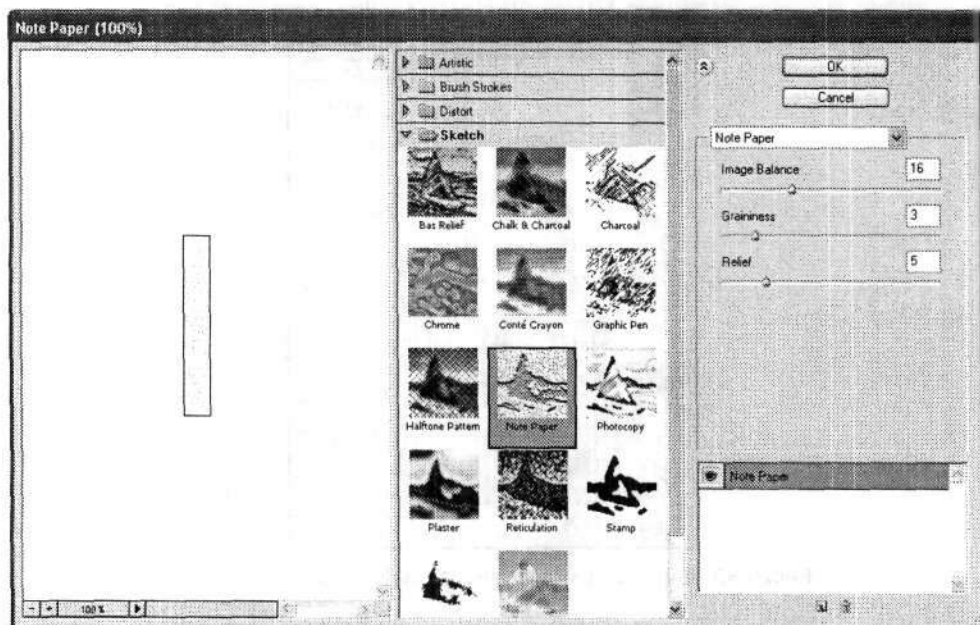 Note Paper (100%)
Artistic
Brush Strokes
Distort
Sketch
Bas Relief
Chalk & Charcoal
Charcoal
Chrome
Conté Crayon
Graphic Pen
Halftone Pattern
Note Paper
Photocopy
Plaster
Reticulation
Stamp
100%
OK
Cancel
Note Paper
Image Balance
16
Graininess
3
Relief
5
Note Paper